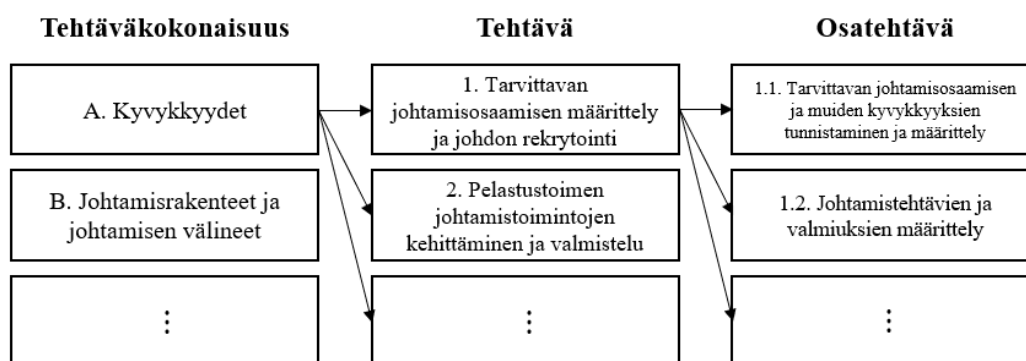 Tehtäväkokonaisuus
Tehtävä
Osatehtävä
A. Kyvykkyydet
1. Tarvittavan
johtamisosaamisen määrittely
ja johdon rekrytointi
1.1. Tarvittavan johtamisosaamisen
ja muiden kyvykkyyksien
tunnistaminen ja määrittely
B. Johtamisrakenteet ja
johtamisen välineet
2. Pelastustoimen
johtamistoimintojen
kehittäminen ja valmistelu
1.2. Johtamistehtävien ja
valmiuksien määrittely
⋮
⋮
⋮